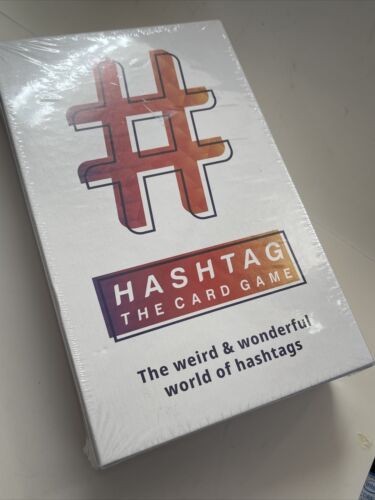 #
HASHTAG
THE CARD GAME
The weird & wonderful
world of hashtags